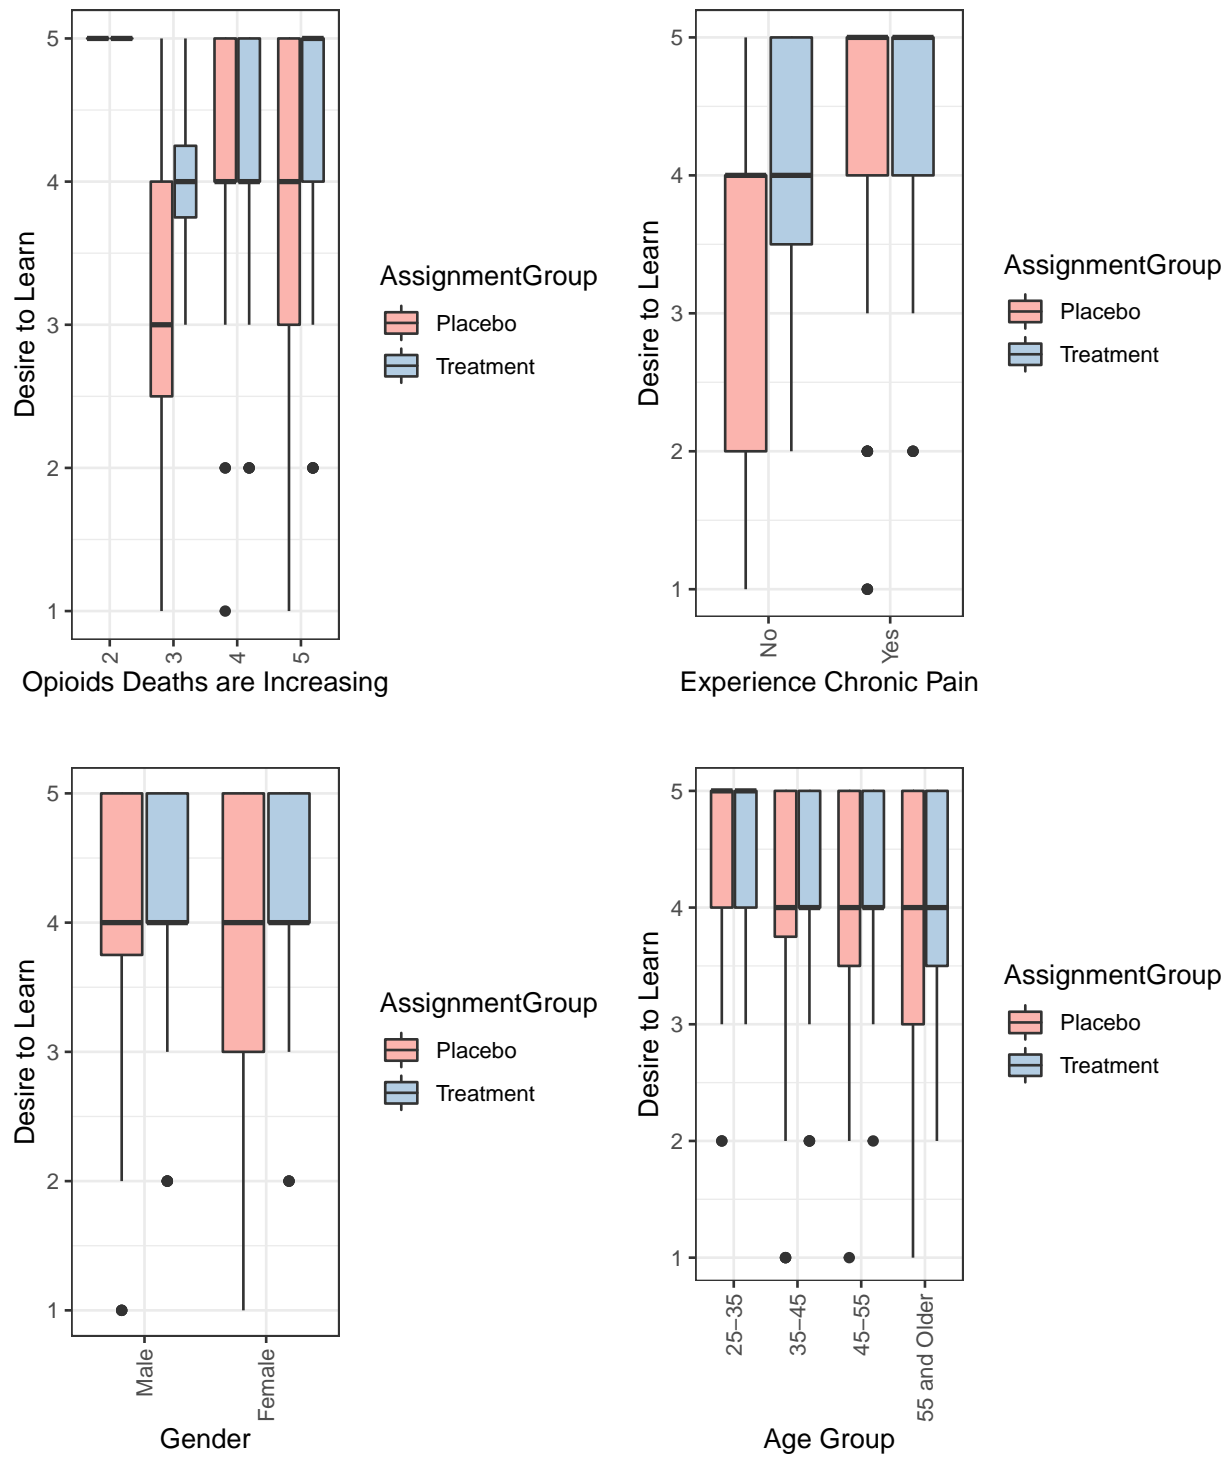 5
4
3
2
1
Desire to Learn
2
3
4
5
Opioids Deaths are Increasing
AssignmentGroup
Placebo
Treatment
5
4
3
2
1
Desire to Learn
No
Yes
Experience Chronic Pain
AssignmentGroup
Placebo
Treatment
5
4
3
2
1
Desire to Learn
Male
Female
Gender
AssignmentGroup
Placebo
Treatment
5
4
3
2
1
Desire to Learn
25−35
35−45
45−55
55 and Older
Age Group
AssignmentGroup
Placebo
Treatment